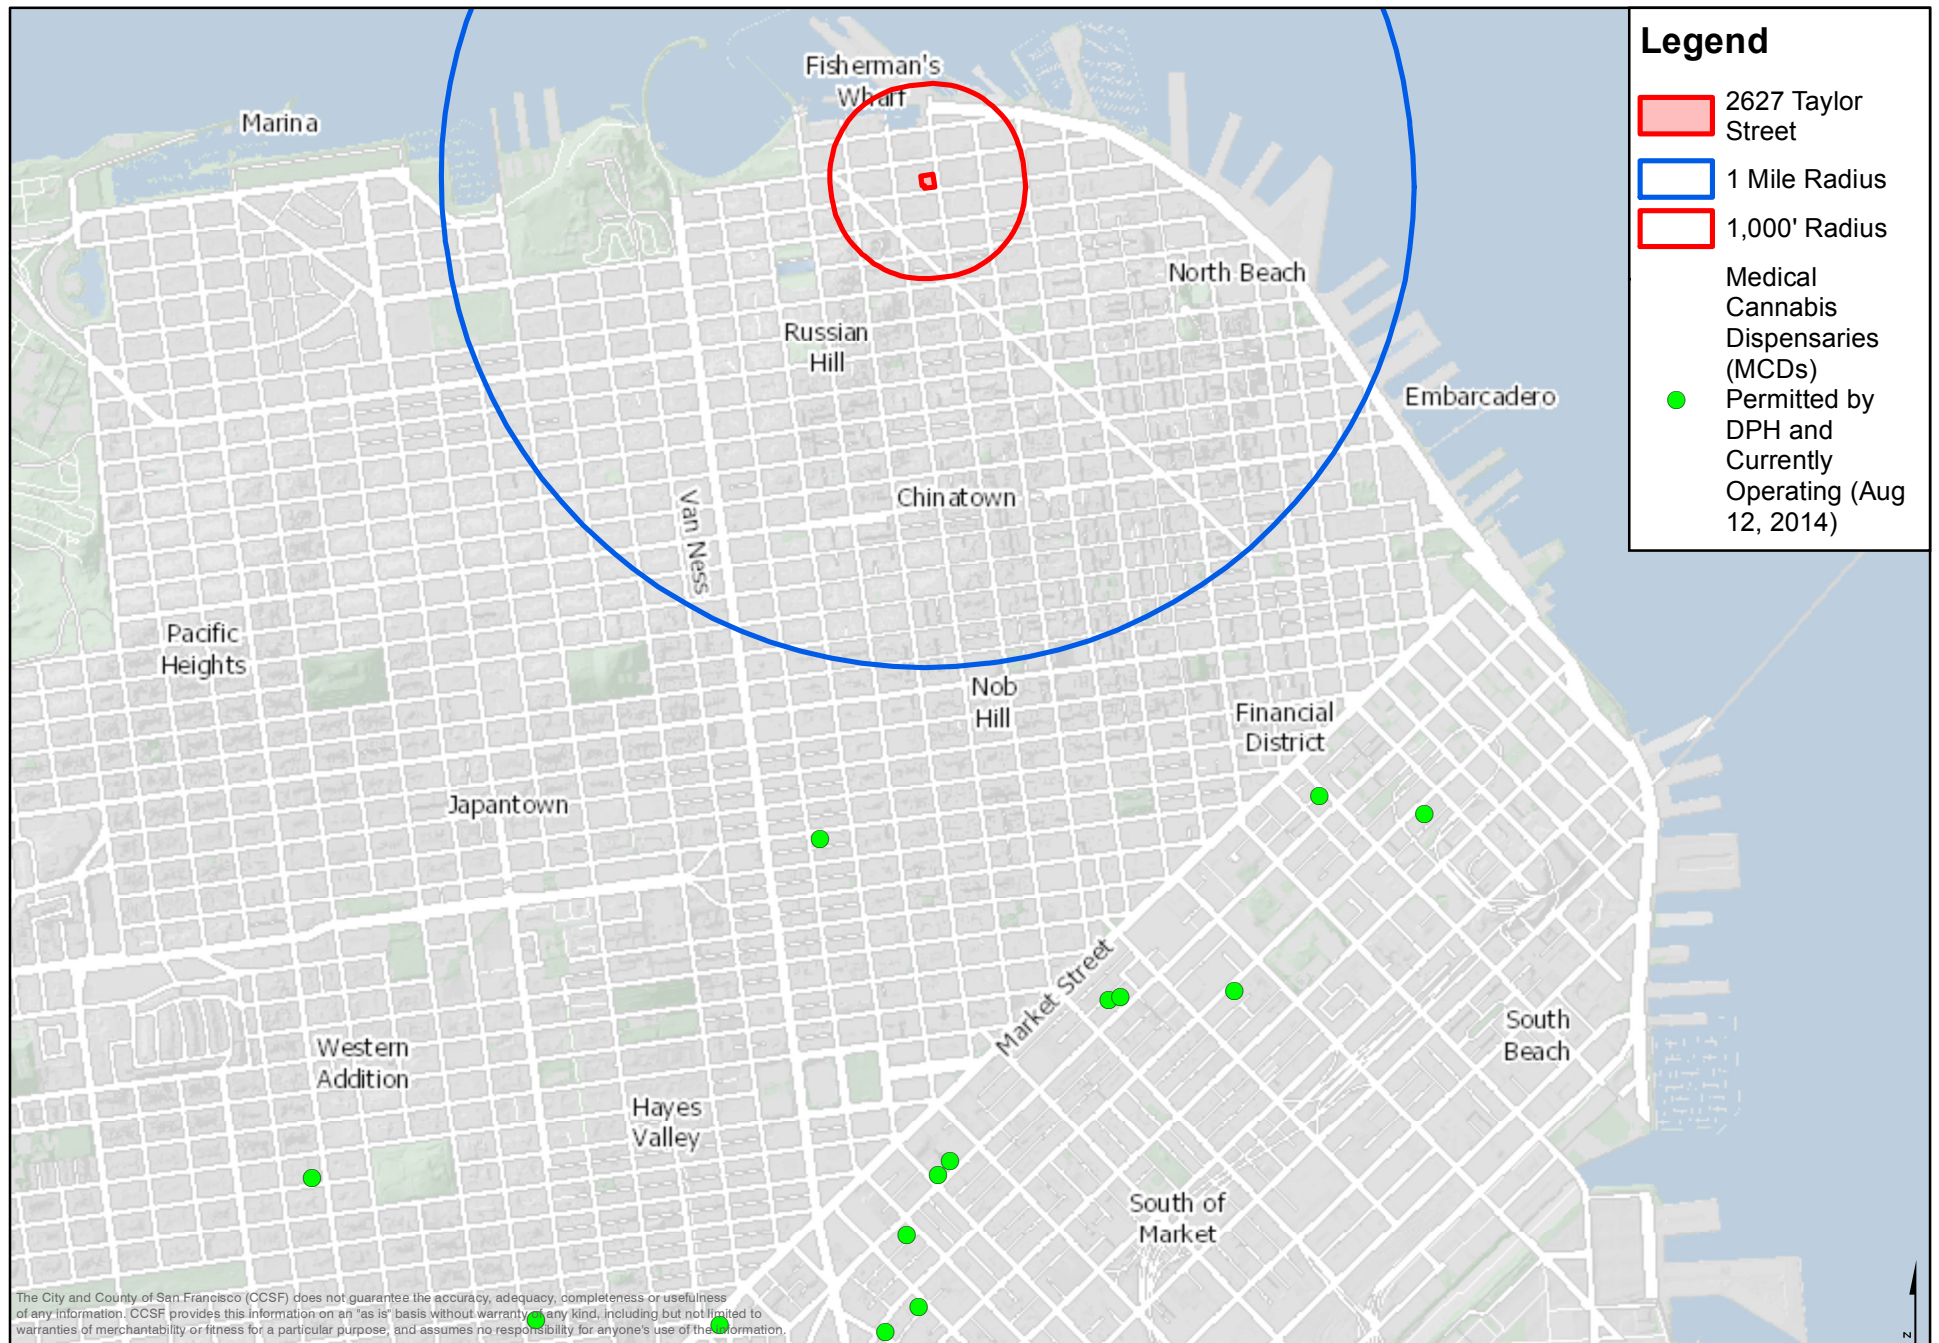 Legend
2627 Taylor
Street
1 Mile Radius
1,000' Radius
Medical
Cannabis
Dispensaries
(MCDs)
Permitted by
DPH and
Currently
Operating (Aug
12, 2014)
Fisherman's
Wharf
Marina
North Beach
Russian
Hill
Embarcadero
Chinatown
Van Ness
Pacific
Heights
Nob
Hill
Financial
District
Japantown
Market Street
South
Beach
Western
Addition
Hayes
Valley
South of
Market
The City and County of San Francisco (CCSF) does not guarantee the accuracy, adequacy, completeness or usefulness
of any information. CCSF provides this information on an "as is" basis without warranty of any kind, including but not limited to
warranties of merchantability or fitness for a particular purpose, and assumes no responsibility for anyone's use of the information.
N